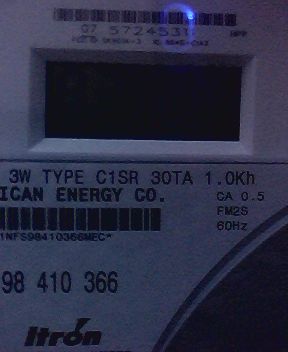 07 5724531
3W TYPE C1SR 30TA 1.0Kh
ICAN ENERGY CO.
CA 0.5
FM2S
60Hz
1NFS98410366MEC*
98 410 366
Itron